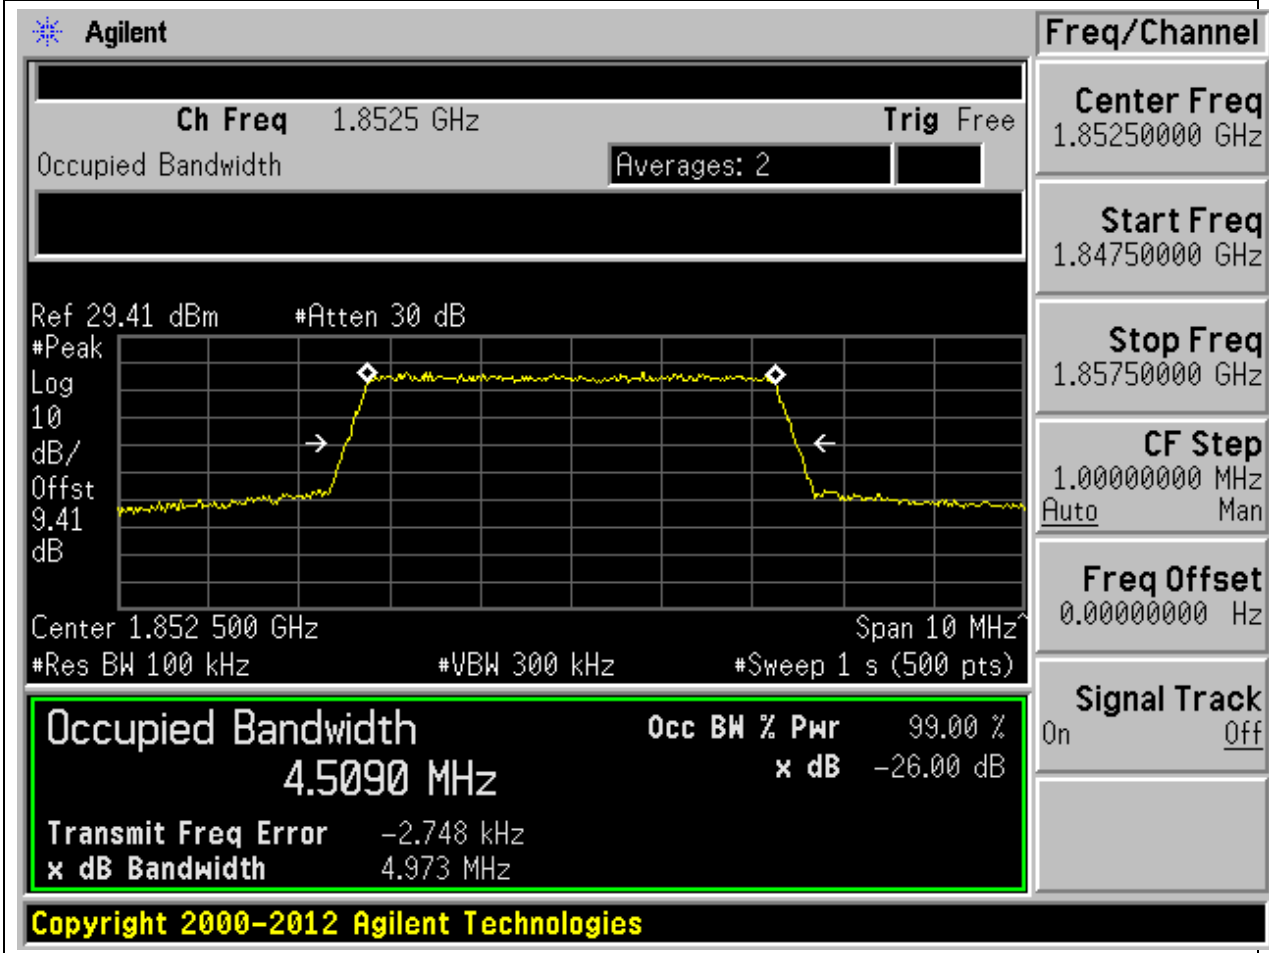 Agilent
Freq/Channel
Ch Freq 1.8525 GHz Trig Free
Occupied Bandwidth Averages: 2
Center Freq
1.85250000 GHz
Start Freq
1.84750000 GHz
Stop Freq
1.85750000 GHz
CF Step
1.00000000 MHz
Auto Man
Freq Offset
0.00000000 Hz
Signal Track
On Off
Ref 29.41 dBm #Atten 30 dB
#Peak
Log
10
dB/
Offst
9.41
dB
Center 1.852 500 GHz Span 10 MHz^
#Res BW 100 kHz #VBW 300 kHz #Sweep 1 s (500 pts)
Occupied Bandwidth Occ BW % Pwr 99.00 %
4.5090 MHz x dB -26.00 dB
Transmit Freq Error -2.748 kHz
x dB Bandwidth 4.973 MHz
Copyright 2000-2012 Agilent Technologies